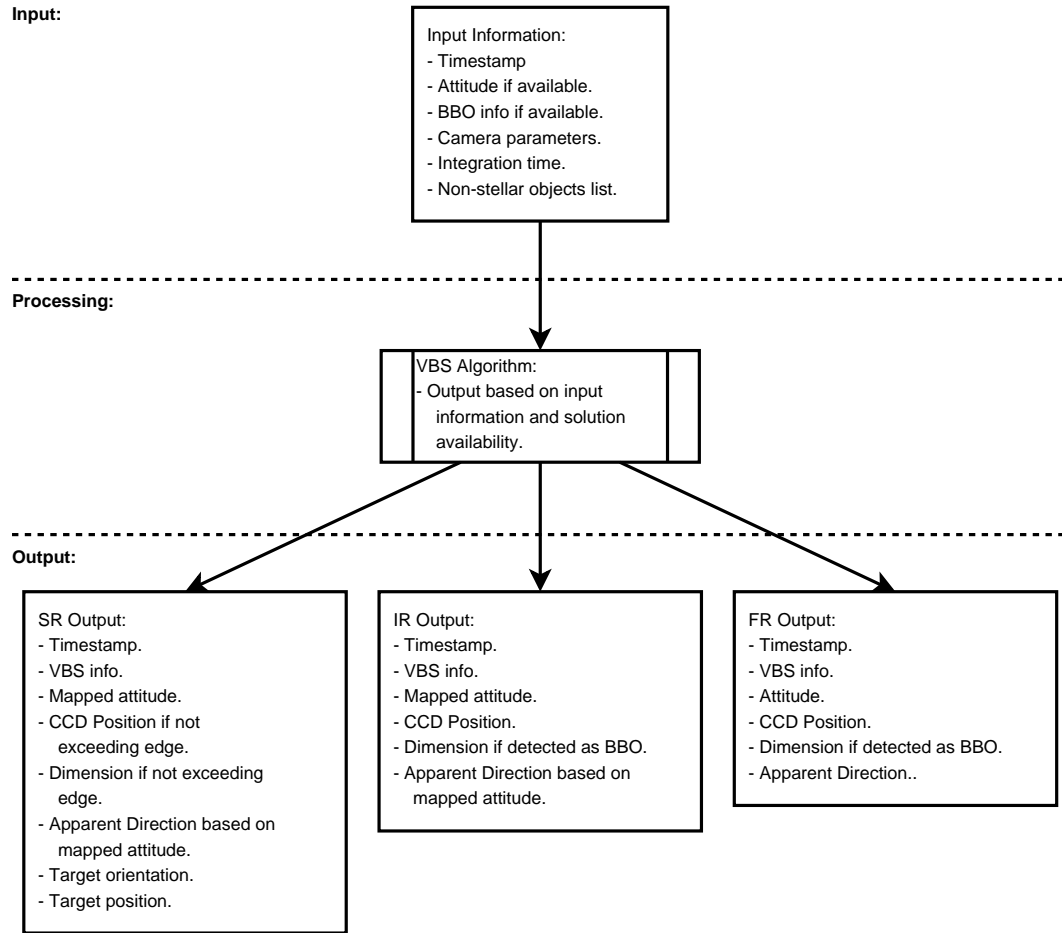 Input:
Input Information:
- Timestamp
- Attitude if available.
- BBO info if available.
- Camera parameters.
- Integration time.
- Non-stellar objects list.
Processing:
VBS Algorithm:
- Output based on input
information and solution
availability.
Output:
SR Output:
- Timestamp.
- VBS info.
- Mapped attitude.
- CCD Position if not
exceeding edge.
- Dimension if not exceeding
edge.
- Apparent Direction based on
mapped attitude.
- Target orientation.
- Target position.
IR Output:
- Timestamp.
- VBS info.
- Mapped attitude.
- CCD Position.
- Dimension if detected as BBO.
- Apparent Direction based on
mapped attitude.
FR Output:
- Timestamp.
- VBS info.
- Attitude.
- CCD Position.
- Dimension if detected as BBO.
- Apparent Direction..